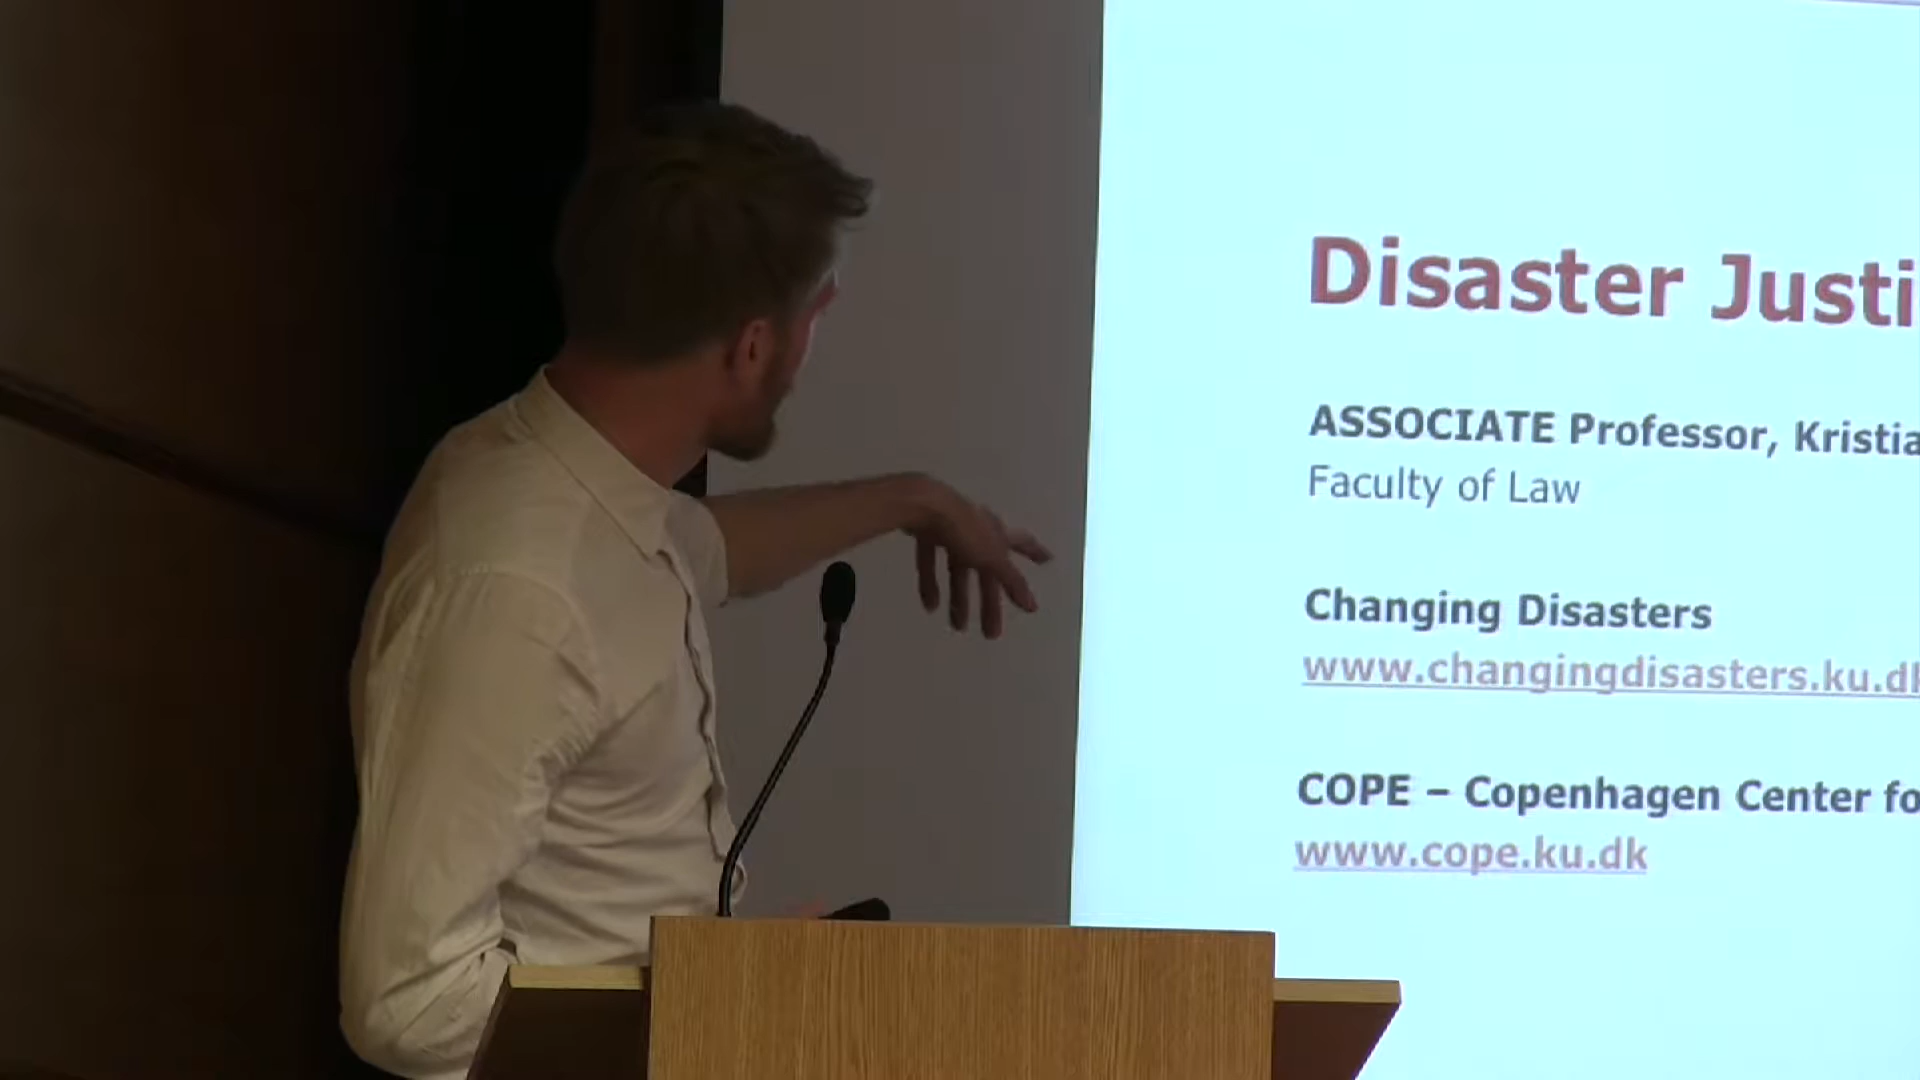 Disaster Justi
ASSOCIATE Professor, Kristia
Faculty of Law
Changing Disasters
www.changingdisasters.ku.dk
COPE – Copenhagen Center fo
www.cope.ku.dk